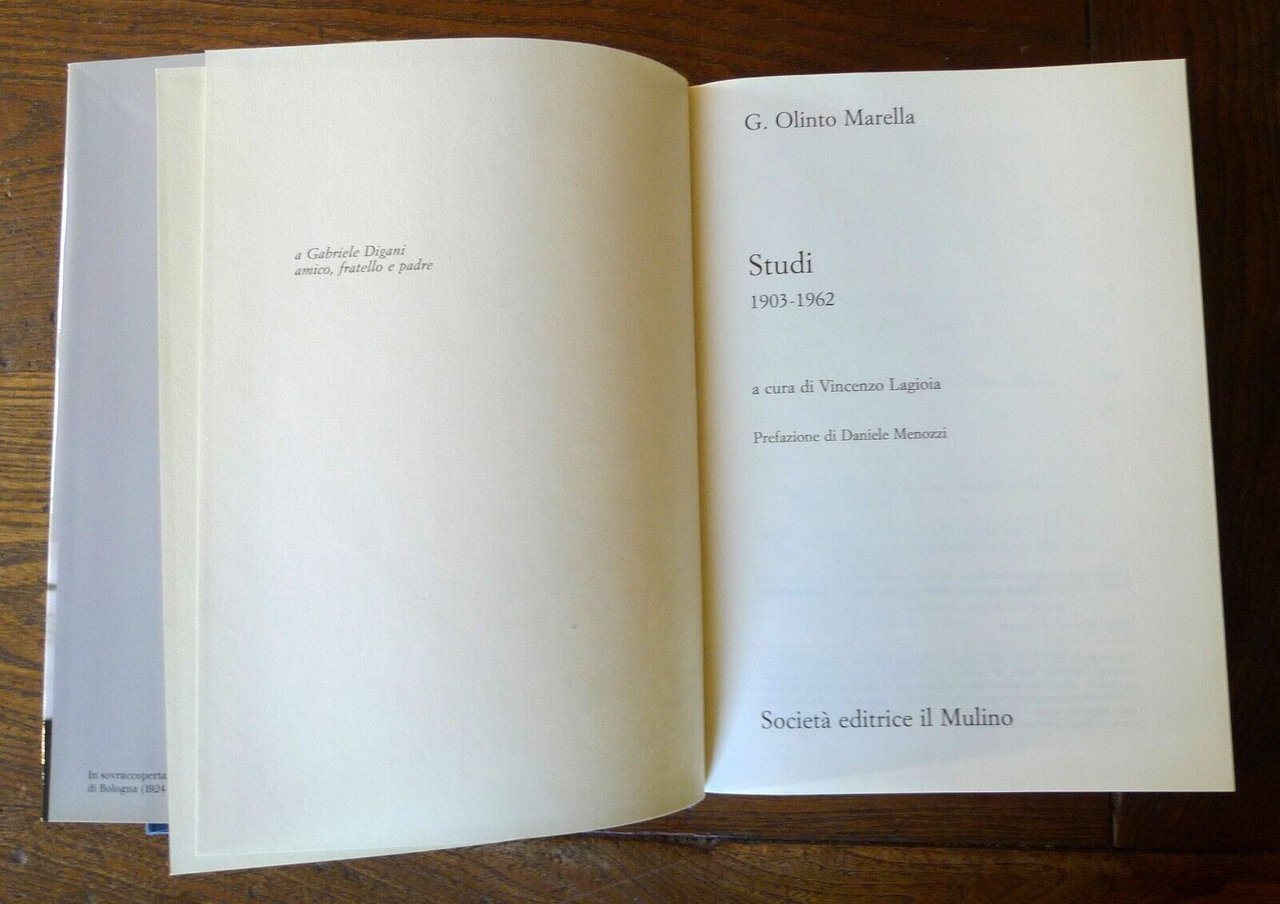 a Gabriele Digani
amico, fratello e padre
In sovraccoperta
di Bologna (1924
G. Olinto Marella
Studi
1903-1962
a cura di Vincenzo Lagioia
Prefazione di Daniele Menozzi
Società editrice il Mulino